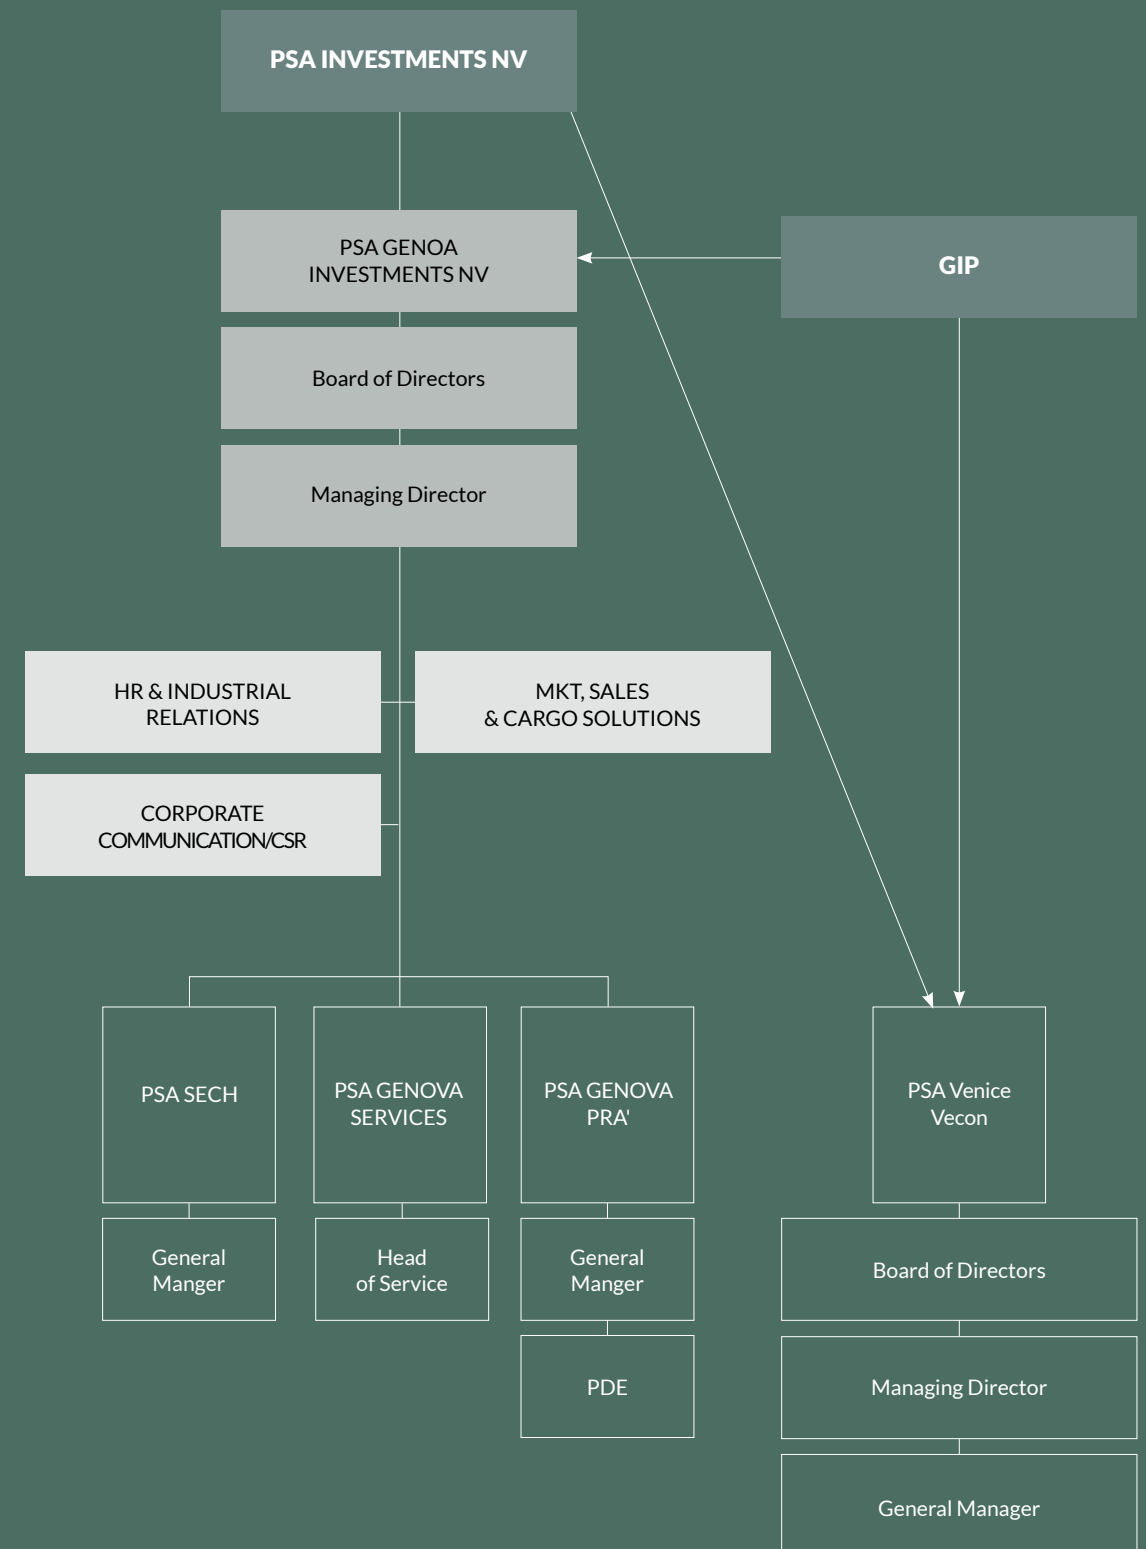 PSA INVESTMENTS NV
PSA GENOA
INVESTMENTS NV
GIP
Board of Directors
Managing Director
HR & INDUSTRIAL
RELATIONS
MKT, SALES
& CARGO SOLUTIONS
CORPORATE
COMMUNICATION/CSR
PSA SECH
PSA GENOVA
SERVICES
PSA GENOVA
PRA'
PSA Venice
Vecon
General
Manger
Head
of Service
General
Manger
Board of Directors
PDE
Managing Director
General Manager